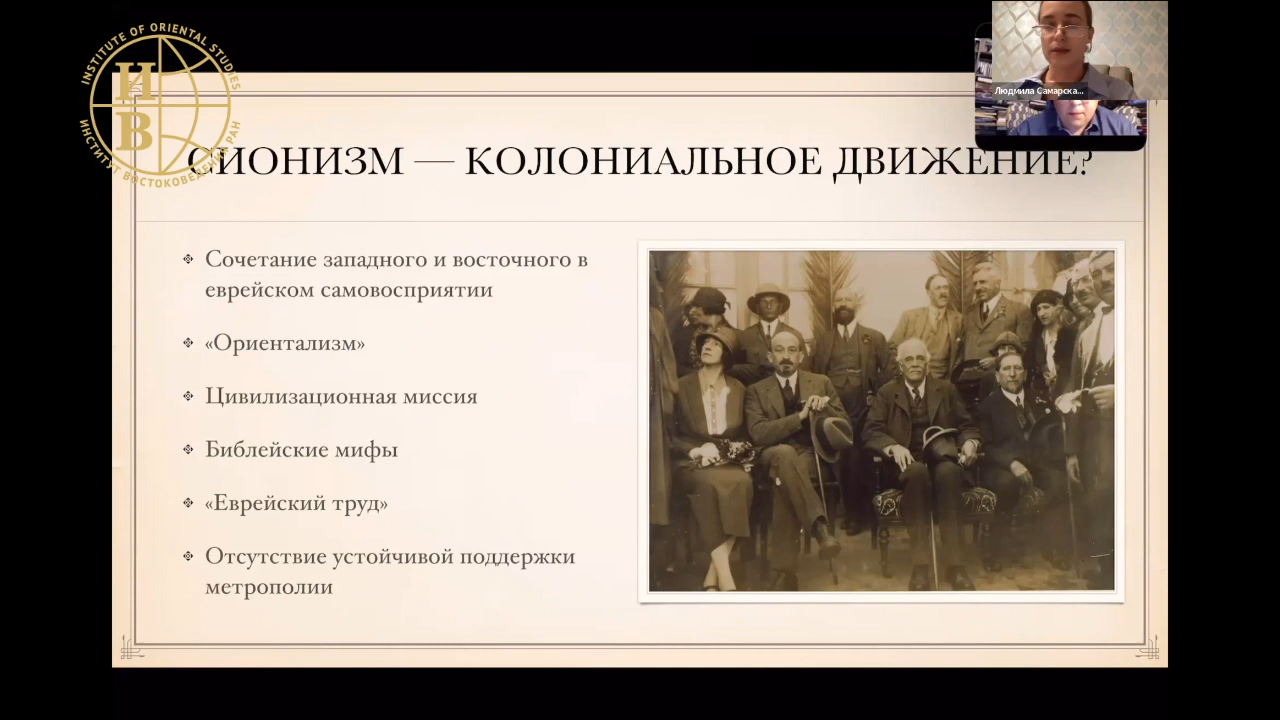 INSTITUTE OF ORIENTAL STUDIES
И
В
ИНСТИТУТ ВОСТОКОВЕДЕНИЯ РАН
Людмила Самарска...
СИОНИЗМ — КОЛОНИАЛЬНОЕ ДВИЖЕНИЕ?
Сочетание западного и восточного в
еврейском самовосприятии
«Ориентализм»
Цивилизационная миссия
Библейские мифы
«Еврейский труд»
Отсутствие устойчивой поддержки
метрополии